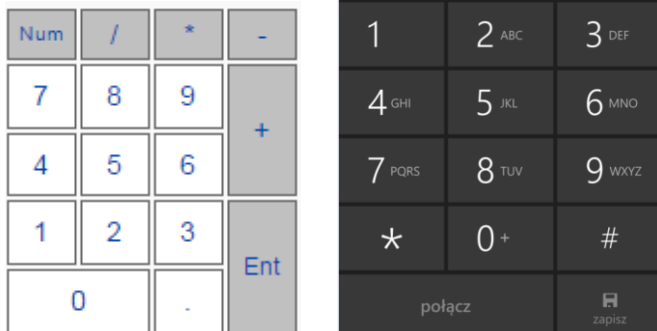 Num / * -
7 8 9 +
4 5 6
1 2 3 Ent
0 .
1 2 ABC 3 DEF
4 GHI 5 JKL 6 MNO
7 PQRS 8 TUV 9 WXYZ
* 0 + #
połącz zapisz